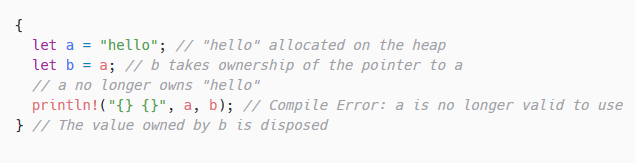 {
let a = "hello"; // "hello" allocated on the heap
let b = a; // b takes ownership of the pointer to a
// a no longer owns "hello"
println!("{} {}", a, b); // Compile Error: a is no longer valid to use
} // The value owned by b is disposed